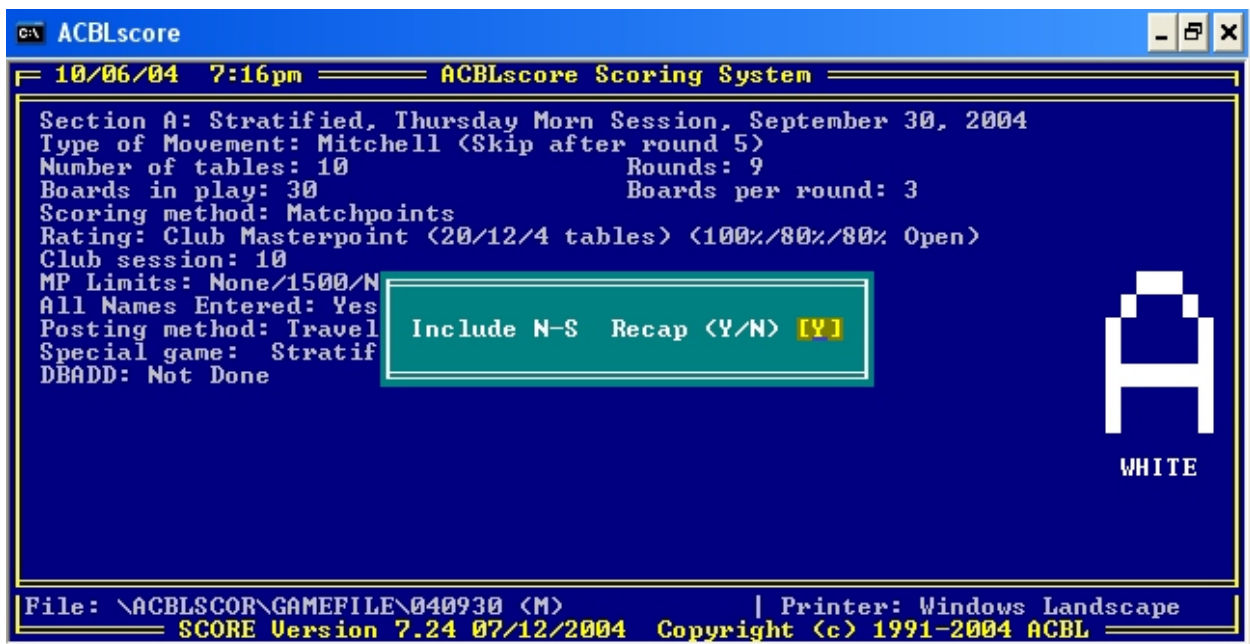 ACBLscore
10/06/04 7:16pm ACBLscore Scoring System
Section A: Stratified, Thursday Morn Session, September 30, 2004
Type of Movement: Mitchell (Skip after round 5)
Number of tables: 10 Rounds: 9
Boards in play: 30 Boards per round: 3
Scoring method: Matchpoints
Rating: Club Masterpoint (20/12/4 tables) (100%/80%/80% Open)
Club session: 10
MP Limits: None/1500/N
All Names Entered: Yes
Posting method: Travel
Include N-S Recap (Y/N) [Y]
Special game: Stratif
DBADD: Not Done
A
WHITE
File: \ACBLSCOR\GAMEFILE\040930 (M) | Printer: Windows Landscape
SCORE Version 7.24 07/12/2004 Copyright (c) 1991-2004 ACBL